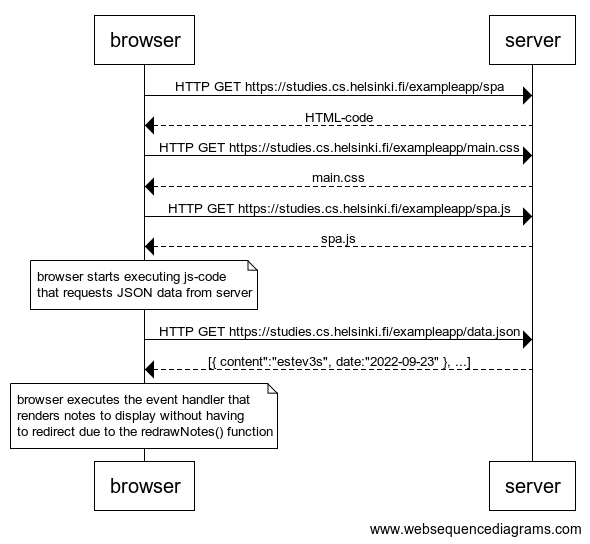 browser
server
HTTP GET https://studies.cs.helsinki.fi/exampleapp/spa
HTML-code
HTTP GET https://studies.cs.helsinki.fi/exampleapp/main.css
main.css
HTTP GET https://studies.cs.helsinki.fi/exampleapp/spa.js
spa.js
browser starts executing js-code
that requests JSON data from server
HTTP GET https://studies.cs.helsinki.fi/exampleapp/data.json
[{ content":"estev3s", date:"2022-09-23" }, ...]
browser executes the event handler that
renders notes to display without having
to redirect due to the redrawNotes() function
browser
server
www.websequencediagrams.com